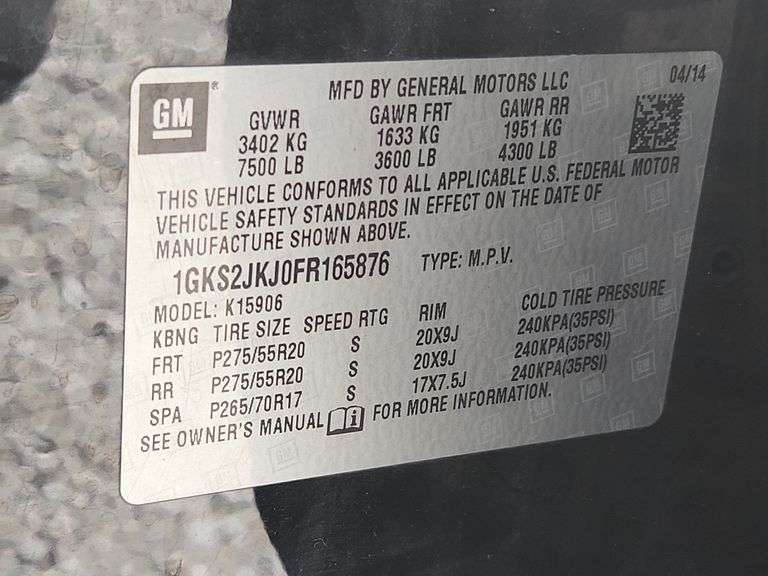 GM
MFD BY GENERAL MOTORS LLC 04/14
GVWR GAWR FRT GAWR RR
3402 KG 1633 KG 1951 KG
7500 LB 3600 LB 4300 LB
THIS VEHICLE CONFORMS TO ALL APPLICABLE U.S. FEDERAL MOTOR
VEHICLE SAFETY STANDARDS IN EFFECT ON THE DATE OF
MANUFACTURE SHOWN ABOVE.
1GKS2JKJ0FR165876 TYPE: M.P.V.
MODEL: K15906
KBNG TIRE SIZE SPEED RTG RIM COLD TIRE PRESSURE
FRT P275/55R20 S 20X9J 240KPA(35PSI)
RR P275/55R20 S 20X9J 240KPA(35PSI)
SPA P265/70R17 S 17X7.5J 240KPA(35PSI)
SEE OWNER'S MANUAL FOR MORE INFORMATION.